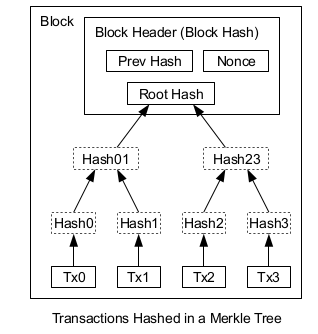 Block
Block Header (Block Hash)
Prev Hash Nonce
Root Hash
Hash01 Hash23
Hash0 Hash1 Hash2 Hash3
Tx0 Tx1 Tx2 Tx3
Transactions Hashed in a Merkle Tree